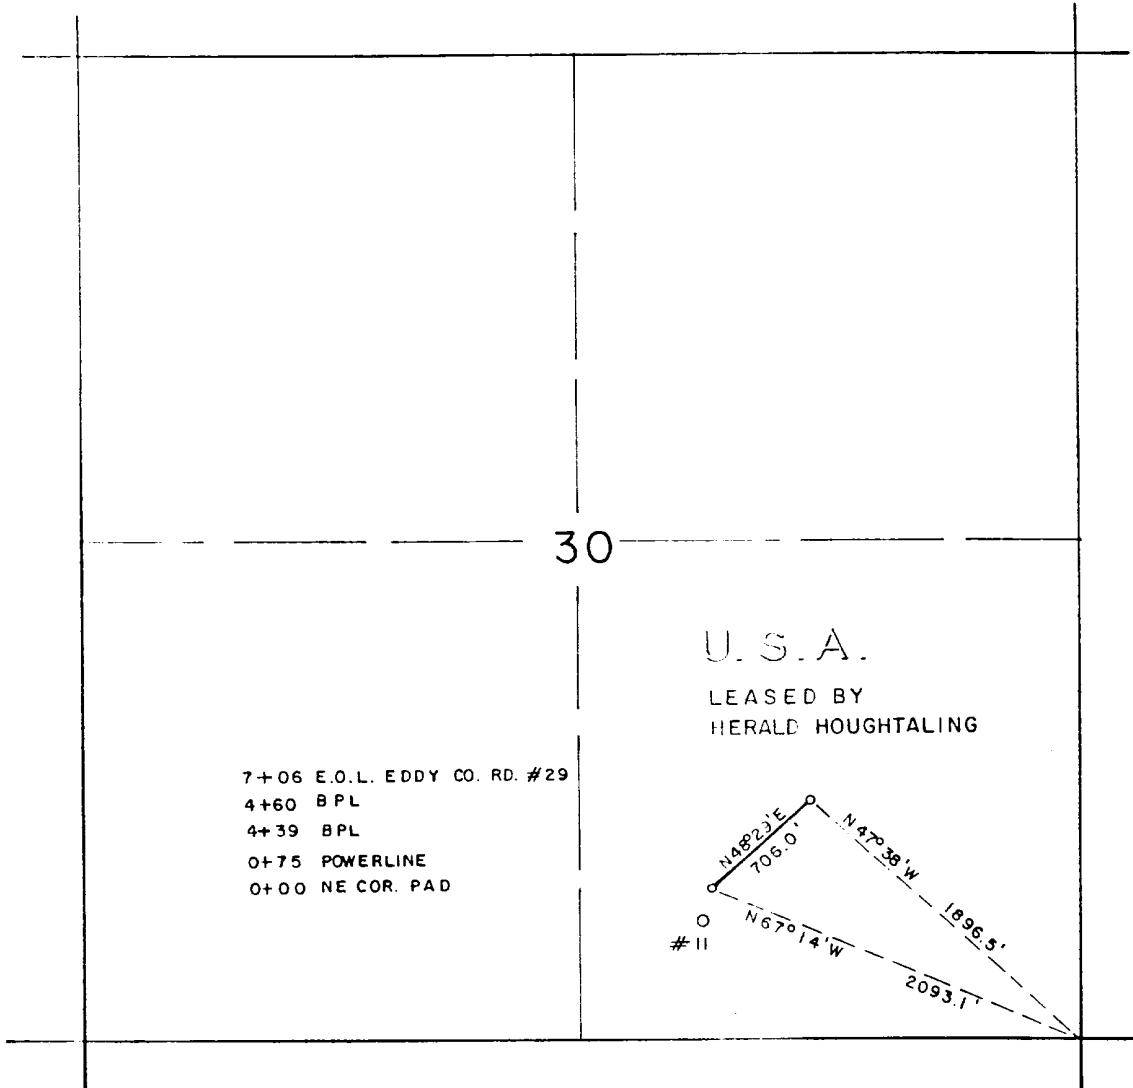 30
U. S. A.
LEASED BY
HERALD HOUGHTALING
7+06 E.O.L. EDDY CO. RD. #29
4+60 BPL
4+39 BPL
0+75 POWERLINE
0+00 NE COR. PAD
N48°29'E
706.0'
N47°38'W
1896.5'
#11
N67°14'W
2093.1'